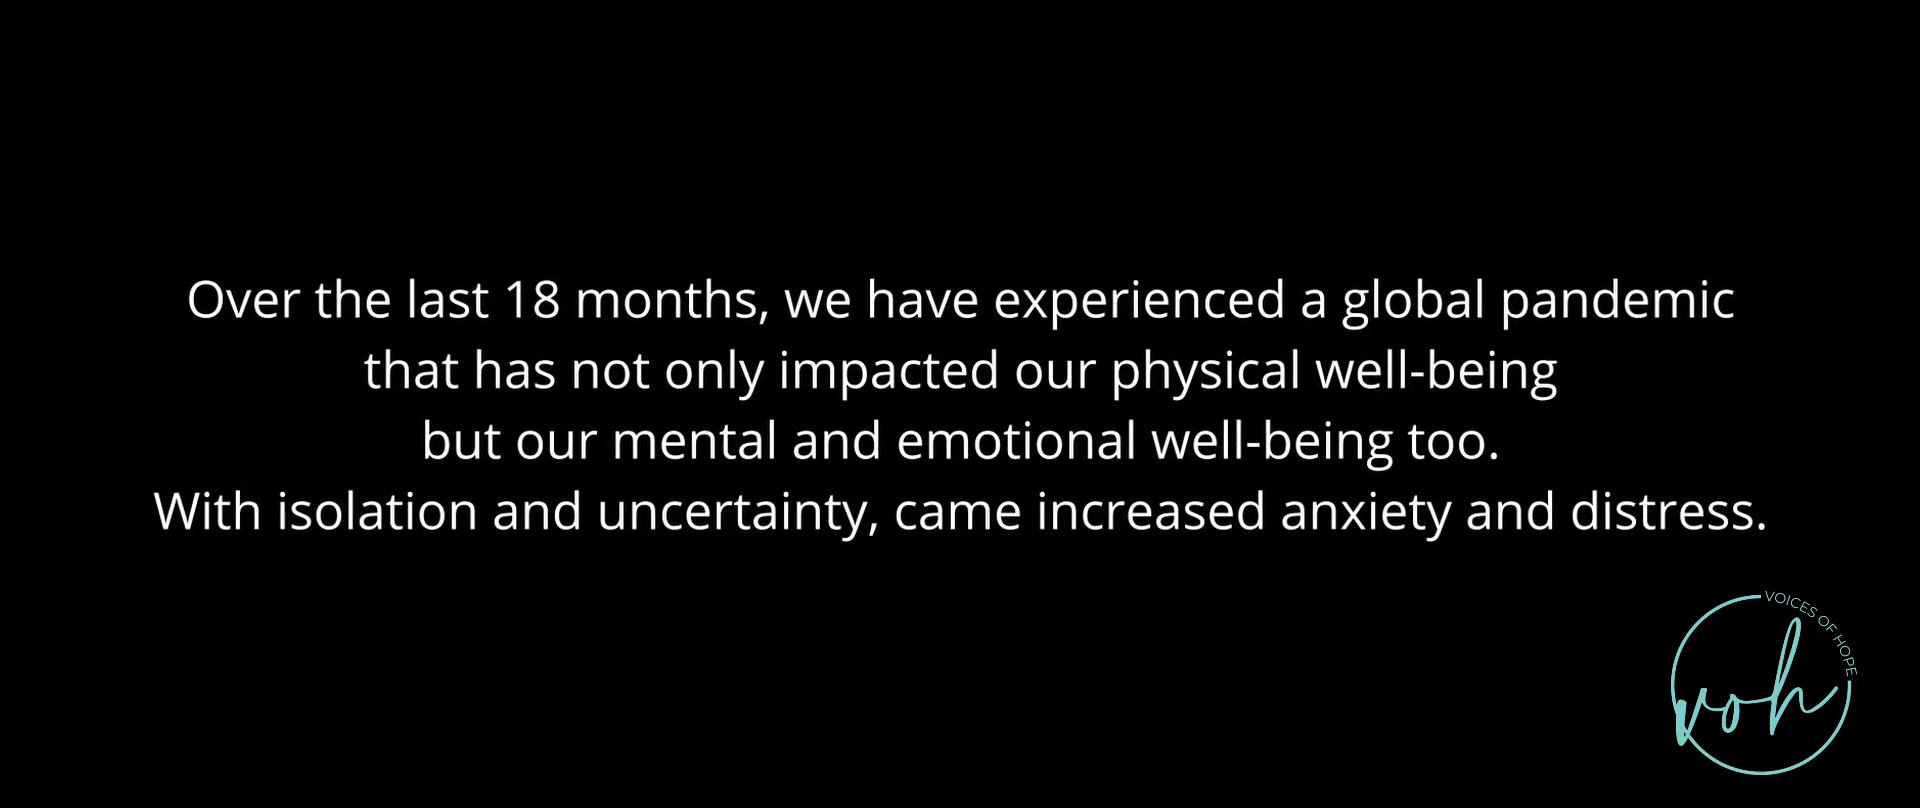 Over the last 18 months, we have experienced a global pandemic
that has not only impacted our physical well-being
but our mental and emotional well-being too.
With isolation and uncertainty, came increased anxiety and distress.
VOICES OF HOPE
voh